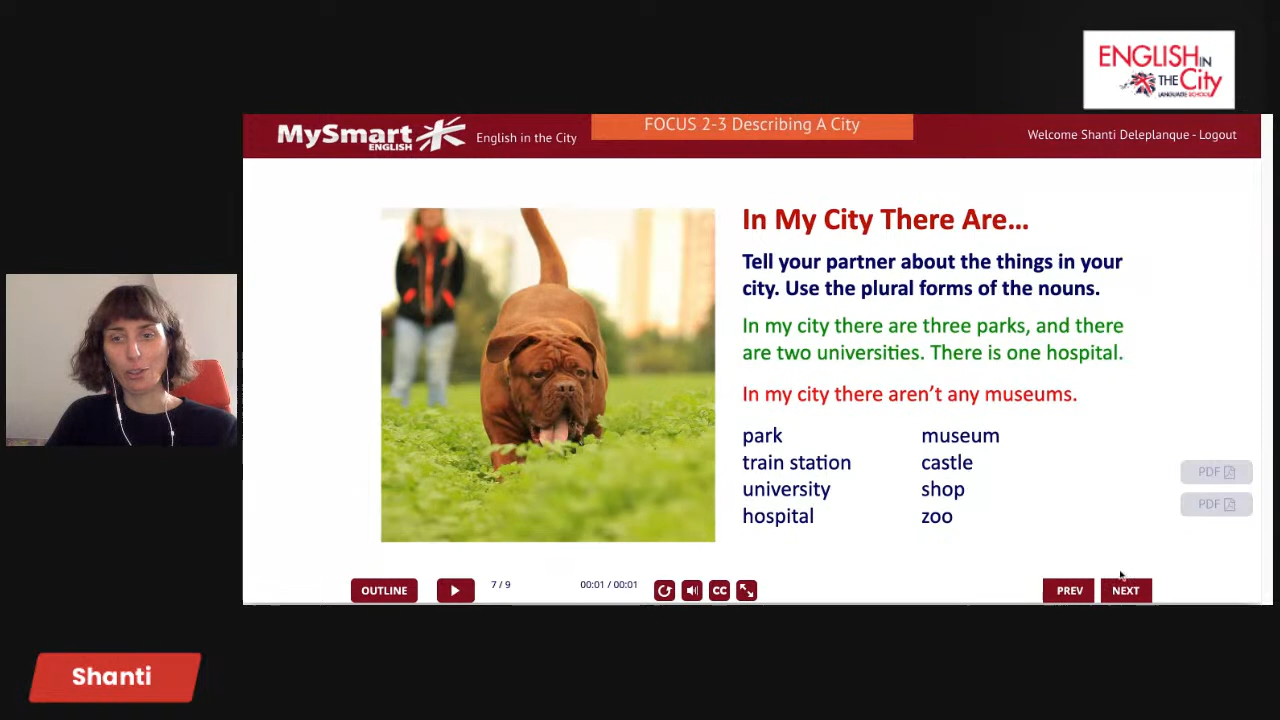 ENGLISH IN
THE City
LANGUAGE SCHOOL
MySmart
ENGLISH
English in the City
FOCUS 2-3 Describing A City
Welcome Shanti Deleplanque - Logout
In My City There Are...
Tell your partner about the things in your
city. Use the plural forms of the nouns.
In my city there are three parks, and there
are two universities. There is one hospital.
In my city there aren't any museums.
park
train station
university
hospital
museum
castle
shop
zoo
PDF
PDF
OUTLINE
7 / 9
00:01 / 00:01
CC
PREV
NEXT
Shanti